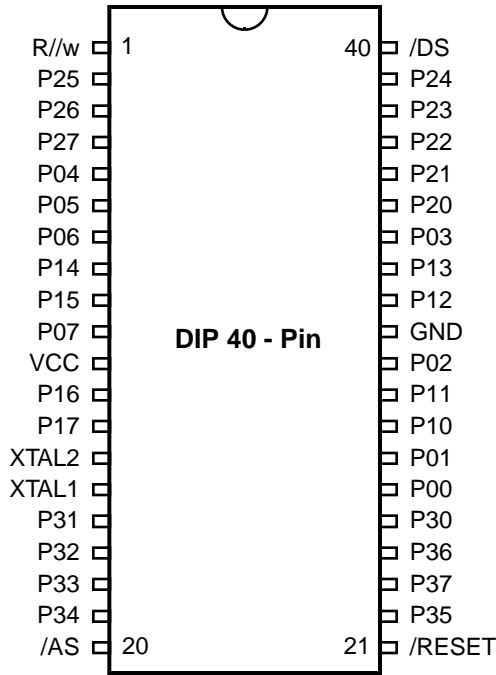 R//w 1 40 /DS
P25 P24
P26 P23
P27 P22
P04 P21
P05 P20
P06 P03
P14 P13
P15 P12
P07 DIP 40 - Pin GND
VCC P02
P16 P11
P17 P10
XTAL2 P01
XTAL1 P00
P31 P30
P32 P36
P33 P37
P34 P35
/AS 20 21 /RESET